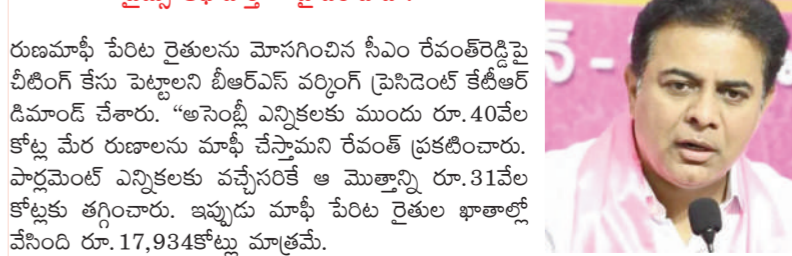 రుణమాఫీ పేరిట రైతులను మోసగించిన సీఎం రేవంత్‌రెడ్డిపై
చీటింగ్ కేసు పెట్టాలని బీఆర్ఎస్ వర్కింగ్ ప్రెసిడెంట్ కేటీఆర్
డిమాండ్ చేశారు. “అసెంబ్లీ ఎన్నికలకు ముందు రూ.40వేల
కోట్ల మేర రుణాలను మాఫీ చేస్తామని రేవంత్ ప్రకటించారు.
పార్లమెంట్ ఎన్నికలకు వచ్చేసరికే ఆ మొత్తాన్ని రూ.31వేల
కోట్లకు తగ్గించారు. ఇప్పుడు మాఫీ పేరిట రైతుల ఖాతాల్లో
వేసింది రూ.17,934కోట్లు మాత్రమే.